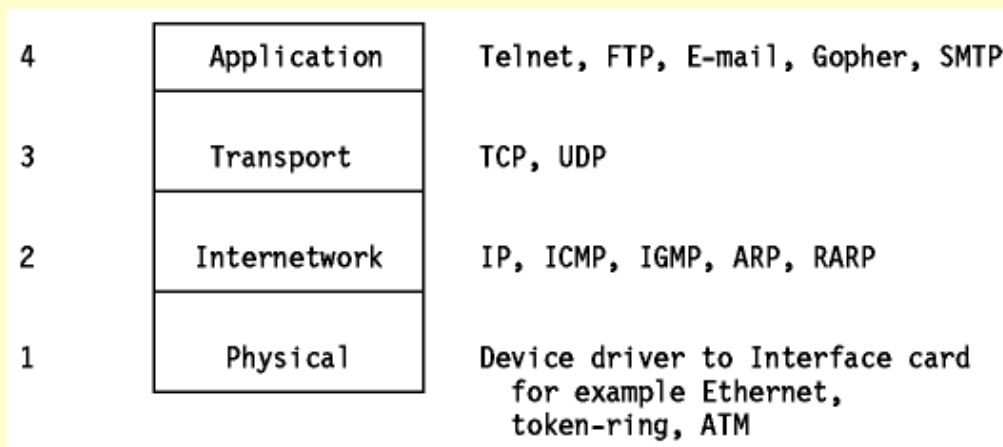 4 Application Telnet, FTP, E-mail, Gopher, SMTP
3 Transport TCP, UDP
2 Internetwork IP, ICMP, IGMP, ARP, RARP
1 Physical Device driver to Interface card
for example Ethernet,
token-ring, ATM